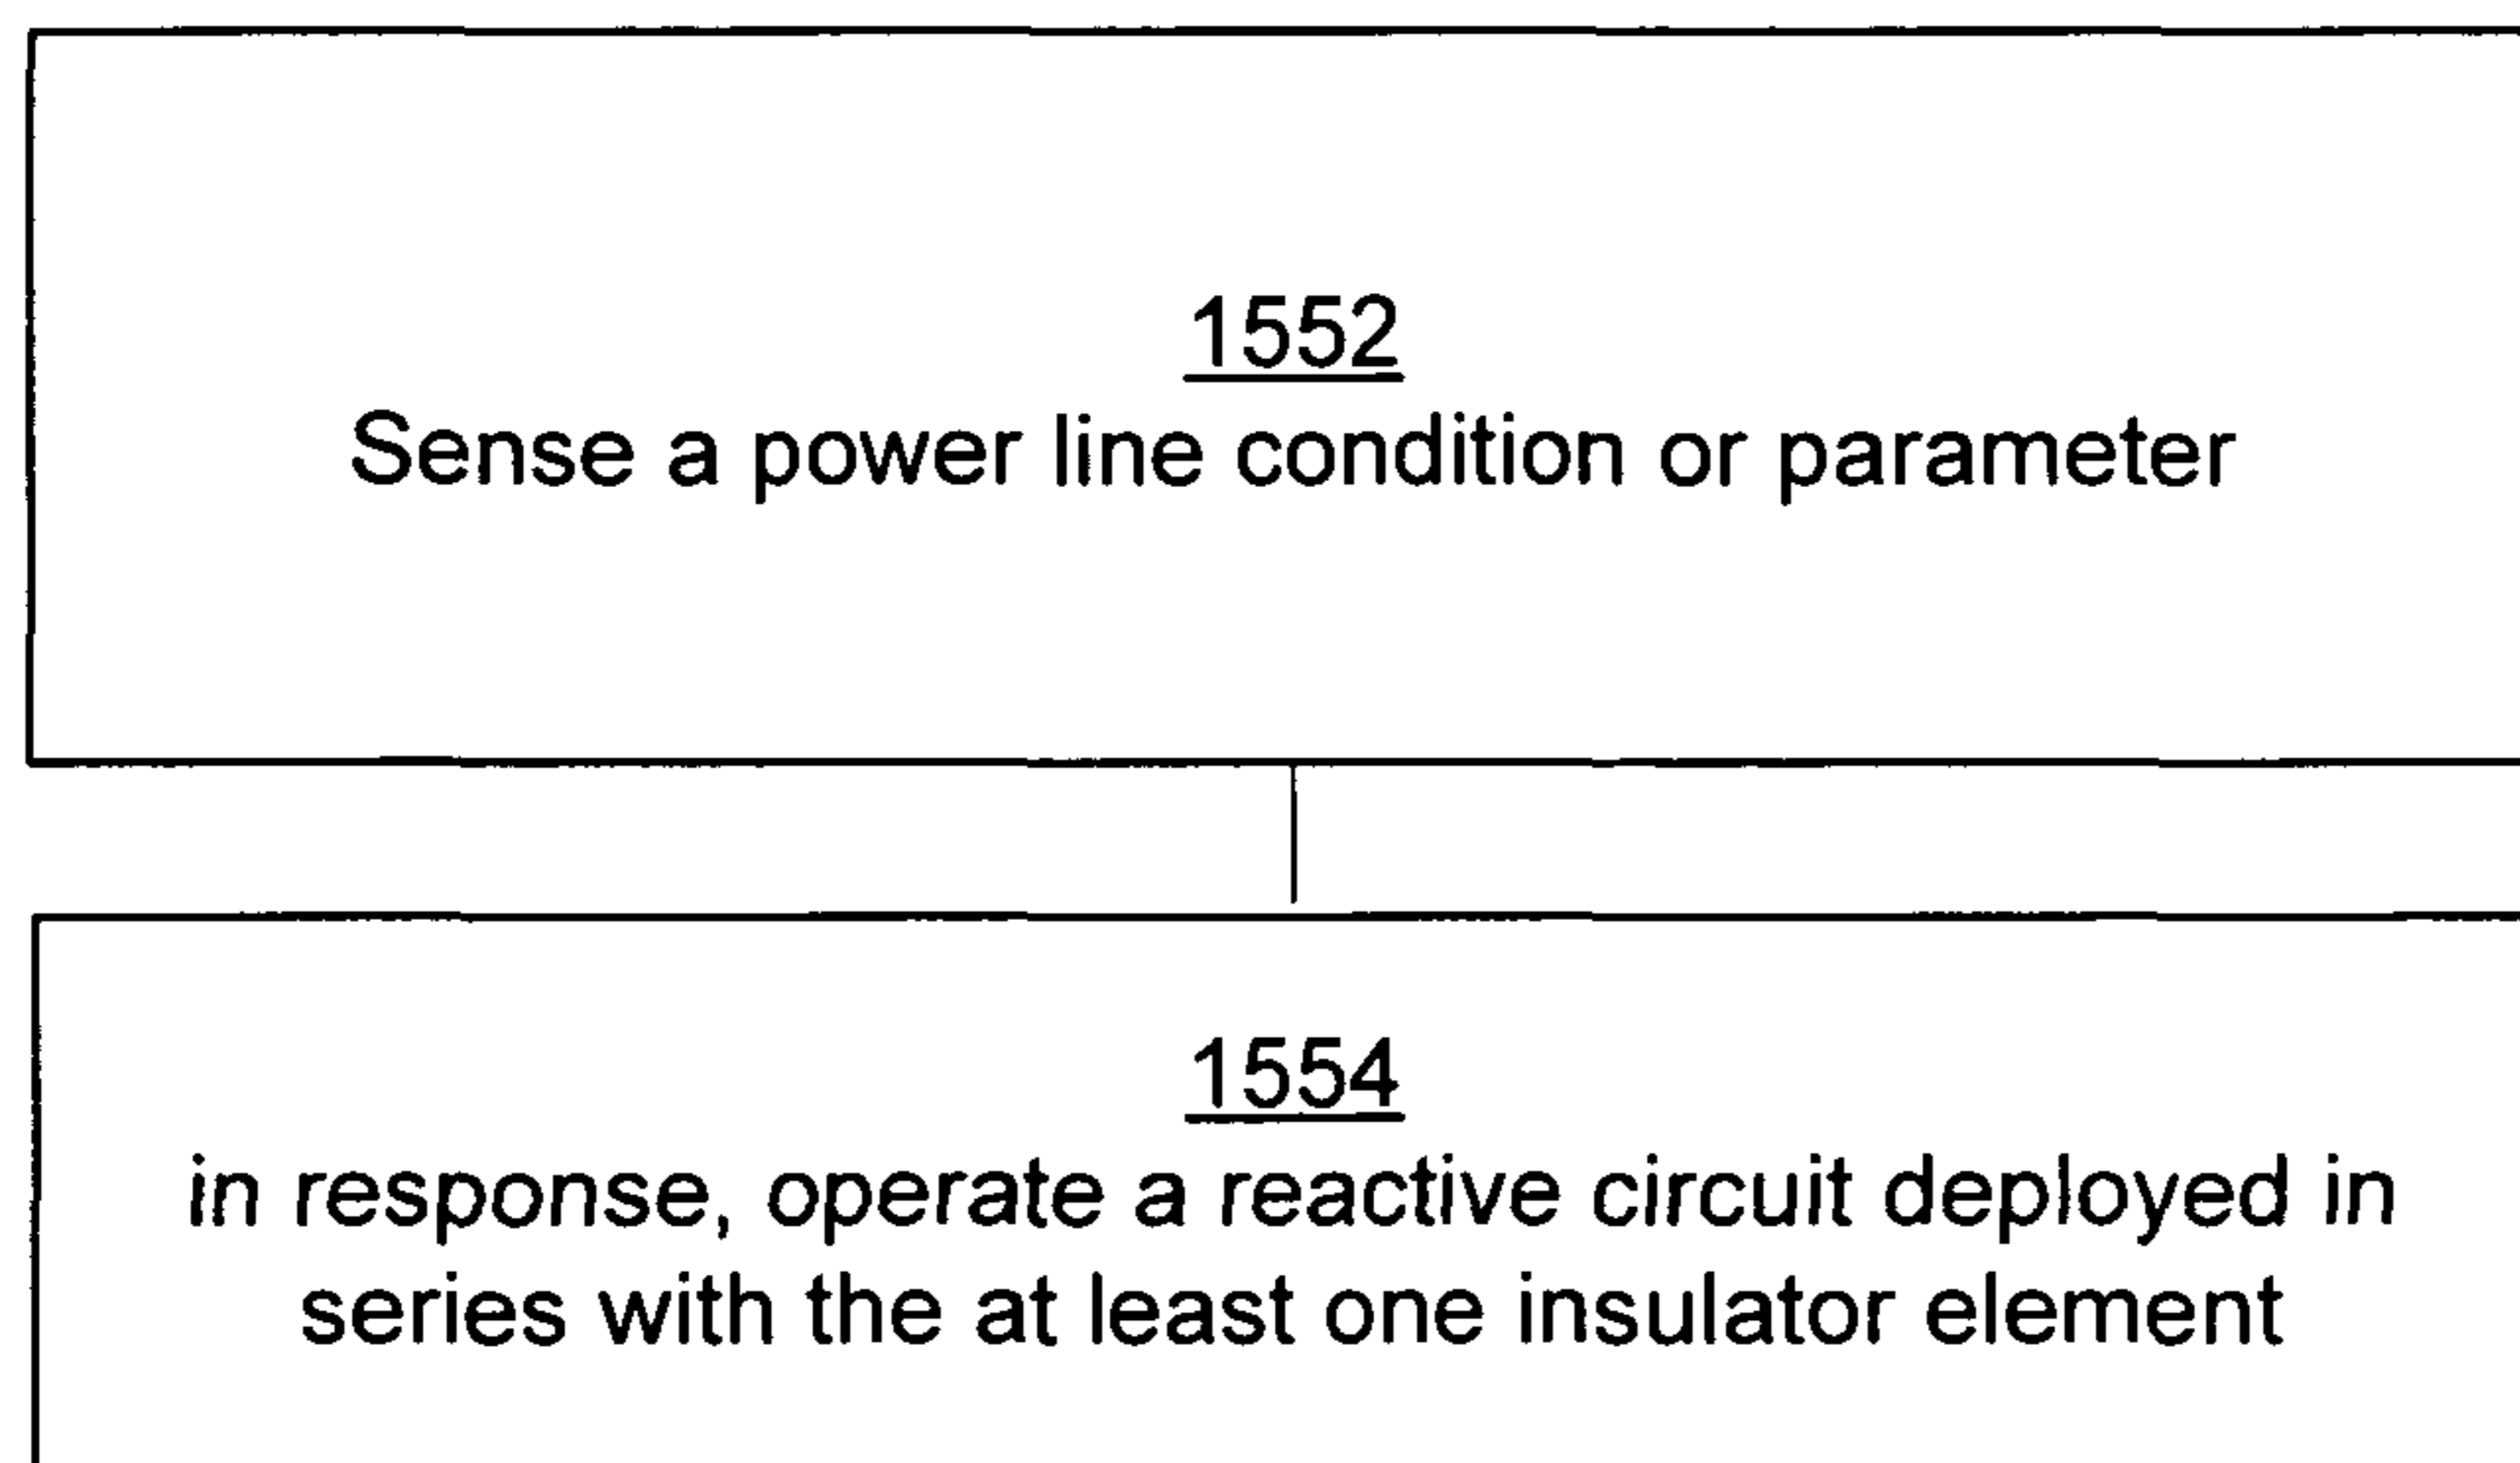 1552
Sense a power line condition or parameter
1554
in response, operate a reactive circuit deployed in
series with the at least one insulator element